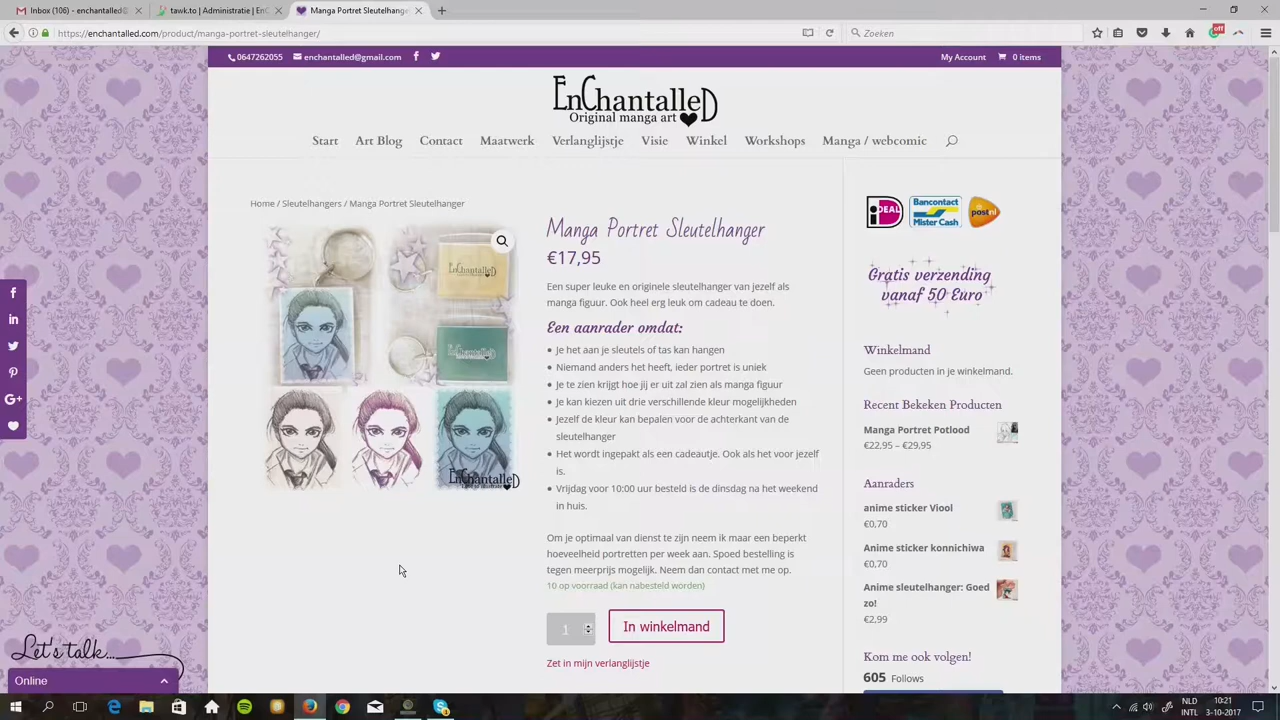 Inbox (106) - enchantalled
tawk.to | Administratie | EnC
Manga Portret Sleutelhange
https://enchantalled.com/product/manga-portret-sleutelhanger/
Zoeken
off
0647262055
enchantalled@gmail.com
My Account
0 items
EnChantalleD
Original manga art
Start
Art Blog
Contact
Maatwerk
Verlanglijstje
Visie
Winkel
Workshops
Manga / webcomic
Home / Sleutelhangers / Manga Portret Sleutelhanger
EnChantalleD
EnChantalleD
EnChantalleD
Manga Portret Sleutelhanger
€17,95
Een super leuke en originele sleutelhanger van jezelf als
manga figuur. Ook heel erg leuk om cadeau te doen.
Een aanrader omdat:
Je het aan je sleutels of tas kan hangen
Niemand anders het heeft, ieder portret is uniek
Je te zien krijgt hoe jij er uit zal zien als manga figuur
Je kan kiezen uit drie verschillende kleur mogelijkheden
Jezelf de kleur kan bepalen voor de achterkant van de
sleutelhanger
Het wordt ingepakt als een cadeautje. Ook als het voor jezelf
is.
Vrijdag voor 10:00 uur besteld is de dinsdag na het weekend
in huis.
Om je optimaal van dienst te zijn neem ik maar een beperkt
hoeveelheid portretten per week aan. Spoed bestelling is
tegen meerprijs mogelijk. Neem dan contact met me op.
10 op voorraad (kan nabesteld worden)
1
In winkelmand
Zet in mijn verlanglijstje
iDEAL
Bancontact
Mister Cash
postnl
Gratis verzending
vanaf 50 Euro
Winkelmand
Geen producten in je winkelmand.
Recent Bekeken Producten
Manga Portret Potlood
€22,95 – €29,95
Aanraders
anime sticker Viool
€0,70
Anime sticker konnichiwa
€0,70
Anime sleutelhanger: Goed
zo!
€2,99
Kom me ook volgen!
605 Follows
Let's talk...
Online
NLD
INTL
10:21
3-10-2017